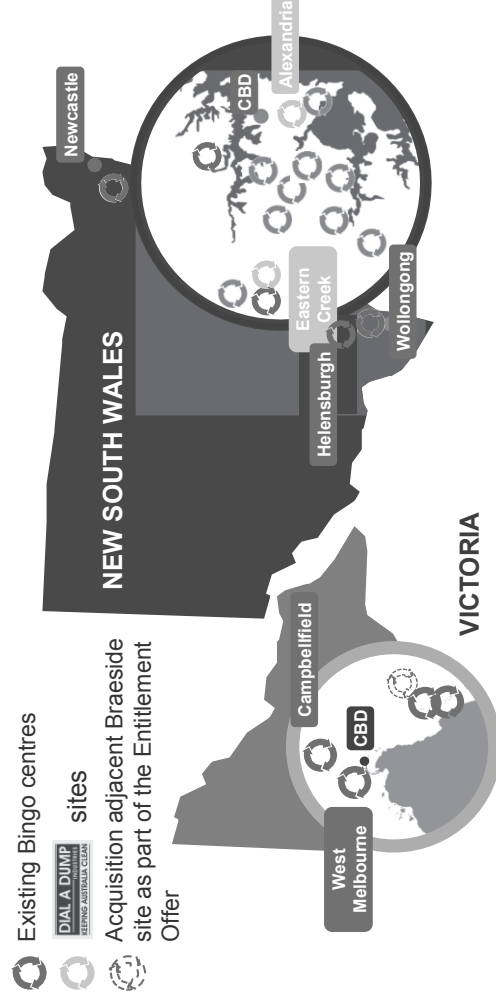 Existing Bingo centres
DIAL A DUMP
INDUSTRIES
KEEPING AUSTRALIA CLEAN
sites
Acquisition adjacent Braeside
site as part of the Entitlement
Offer
NEW SOUTH WALES
Newcastle
CBD
Alexandria
Eastern
Creek
Helensburgh
Wollongong
VICTORIA
Campbellfield
CBD
West
Melbourne